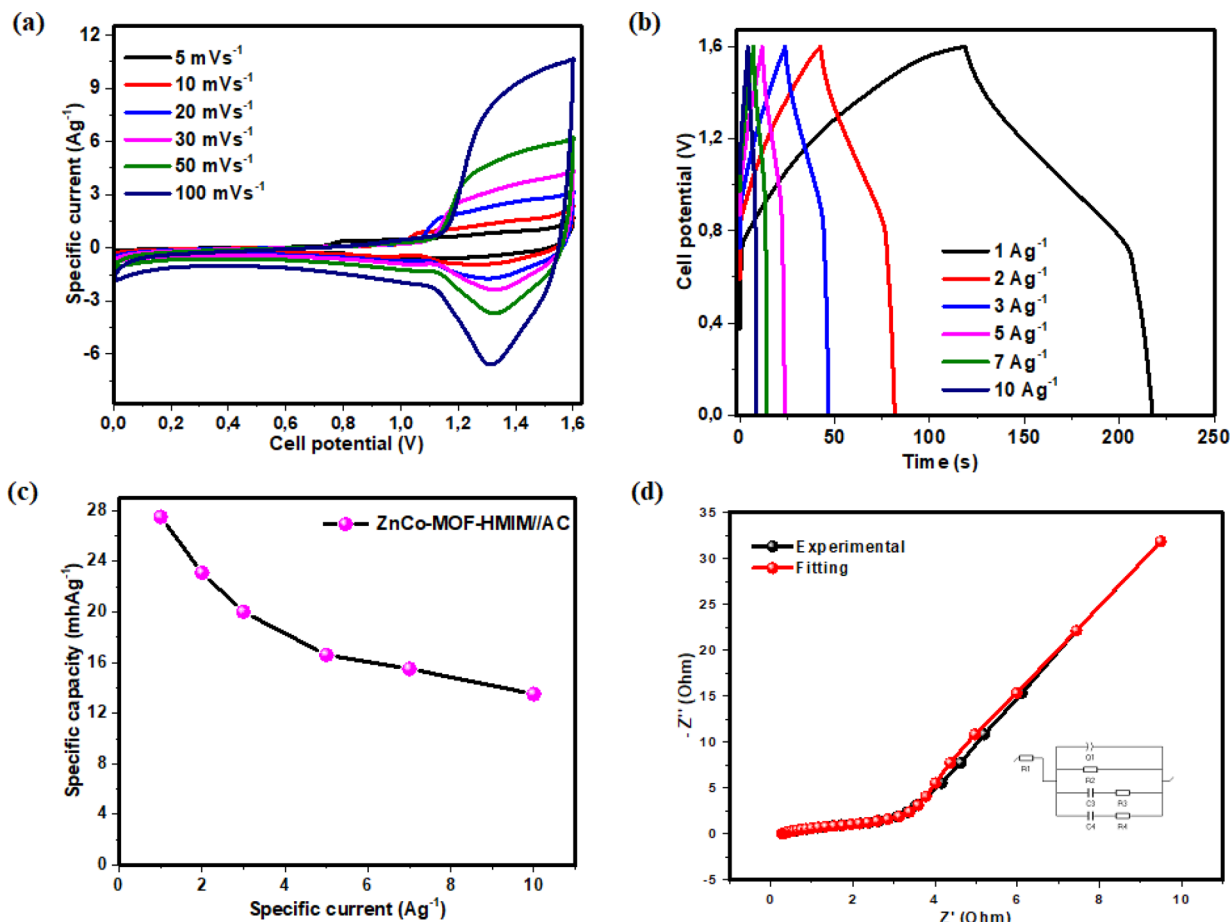 (a)
12
9
6
3
0
-3
-6
Specific current (Ag⁻¹)
5 mVs⁻¹
10 mVs⁻¹
20 mVs⁻¹
30 mVs⁻¹
50 mVs⁻¹
100 mVs⁻¹
0,0 0,2 0,4 0,6 0,8 1,0 1,2 1,4 1,6
Cell potential (V)
(b)
1,6
1,2
0,8
0,4
0,0
Cell potential (V)
1 Ag⁻¹
2 Ag⁻¹
3 Ag⁻¹
5 Ag⁻¹
7 Ag⁻¹
10 Ag⁻¹
0 50 100 150 200 250
Time (s)
(c)
28
24
20
16
12
8
4
0
Specific capacity (mhAg⁻¹)
ZnCo-MOF-HMIM//AC
0 2 4 6 8 10
Specific current (Ag⁻¹)
(d)
35
30
25
20
15
10
5
0
-5
- Z'' (Ohm)
Experimental
Fitting
R1
Q1
R2
C3 R3
C4 R4
0 2 4 6 8 10
Z' (Ohm)